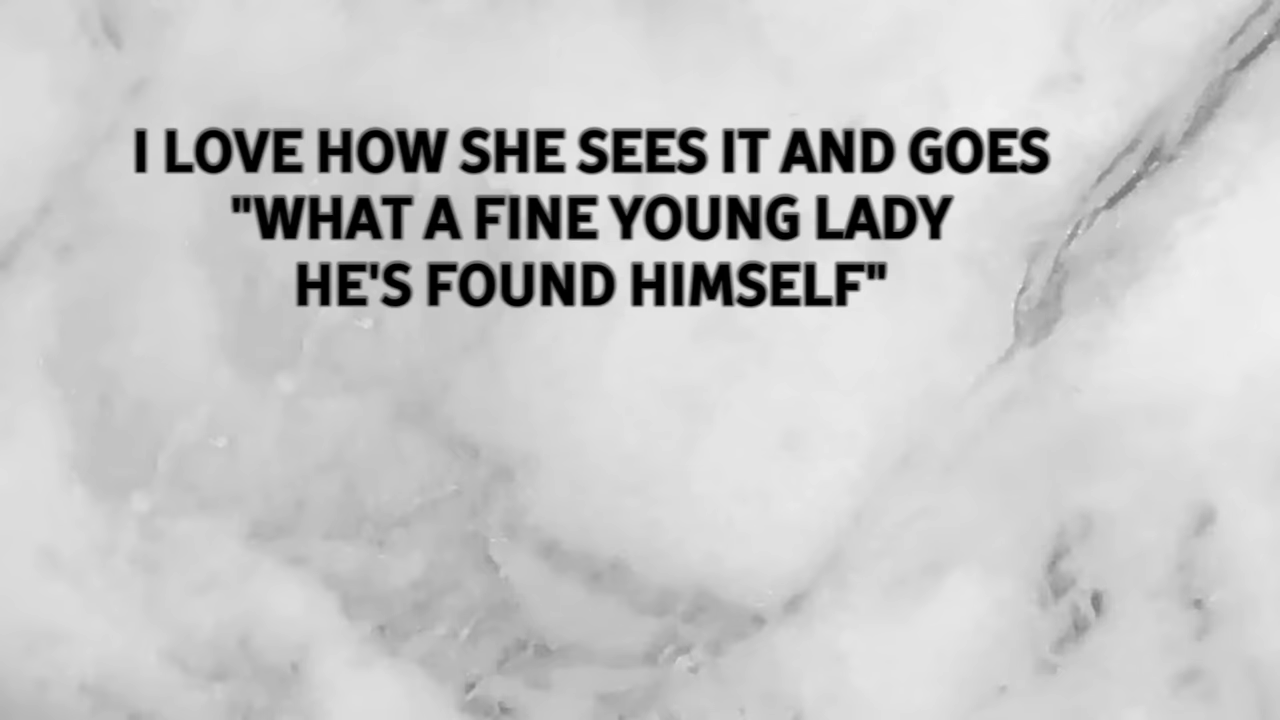 I LOVE HOW SHE SEES IT AND GOES
"WHAT A FINE YOUNG LADY
HE'S FOUND HIMSELF"